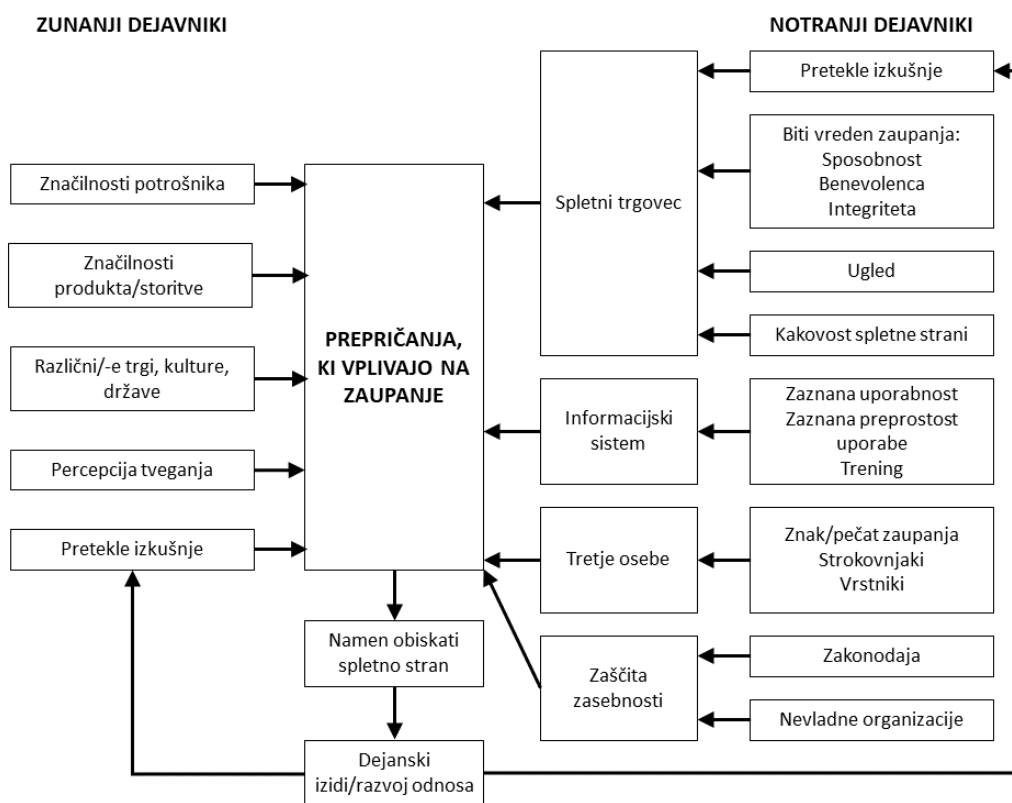 ZUNANJI DEJAVNIKI
NOTRANJI DEJAVNIKI
Značilnosti potrošnika
Značilnosti
produkta/storitve
Različni/-e trgi, kulture,
države
Percepcija tveganja
Pretekle izkušnje
PREPRIČANJA,
KI VPLIVAJO NA
ZAUPANJE
Namen obiskati
spletno stran
Dejanski
izidi/razvoj odnosa
Spletni trgovec
Informacijski
sistem
Tretje osebe
Zaščita
zasebnosti
Pretekle izkušnje
Biti vreden zaupanja:
Sposobnost
Benevolenca
Integriteta
Ugled
Kakovost spletne strani
Zaznana uporabnost
Zaznana preprostost
uporabe
Trening
Znak/pečat zaupanja
Strokovnjaki
Vrstniki
Zakonodaja
Nevladne organizacije